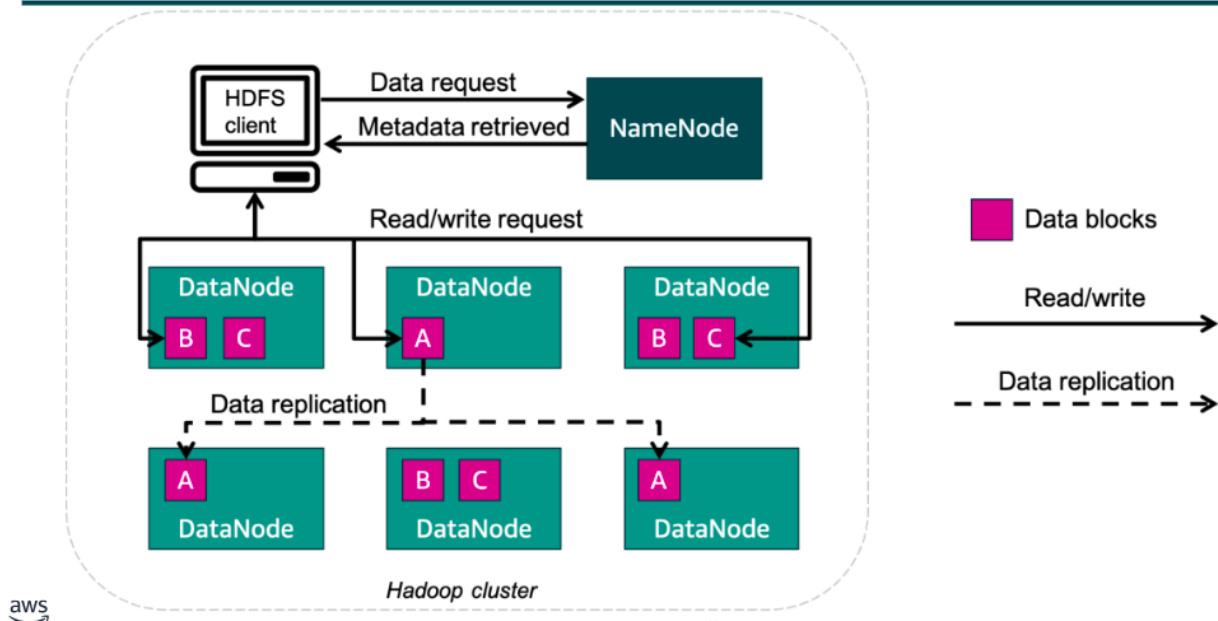 Data request
HDFS
client
Metadata retrieved
NameNode
Read/write request
Data blocks
DataNode
DataNode
DataNode
B
C
A
B
C
Read/write
Data replication
Data replication
A
B
C
A
DataNode
DataNode
DataNode
Hadoop cluster
aws